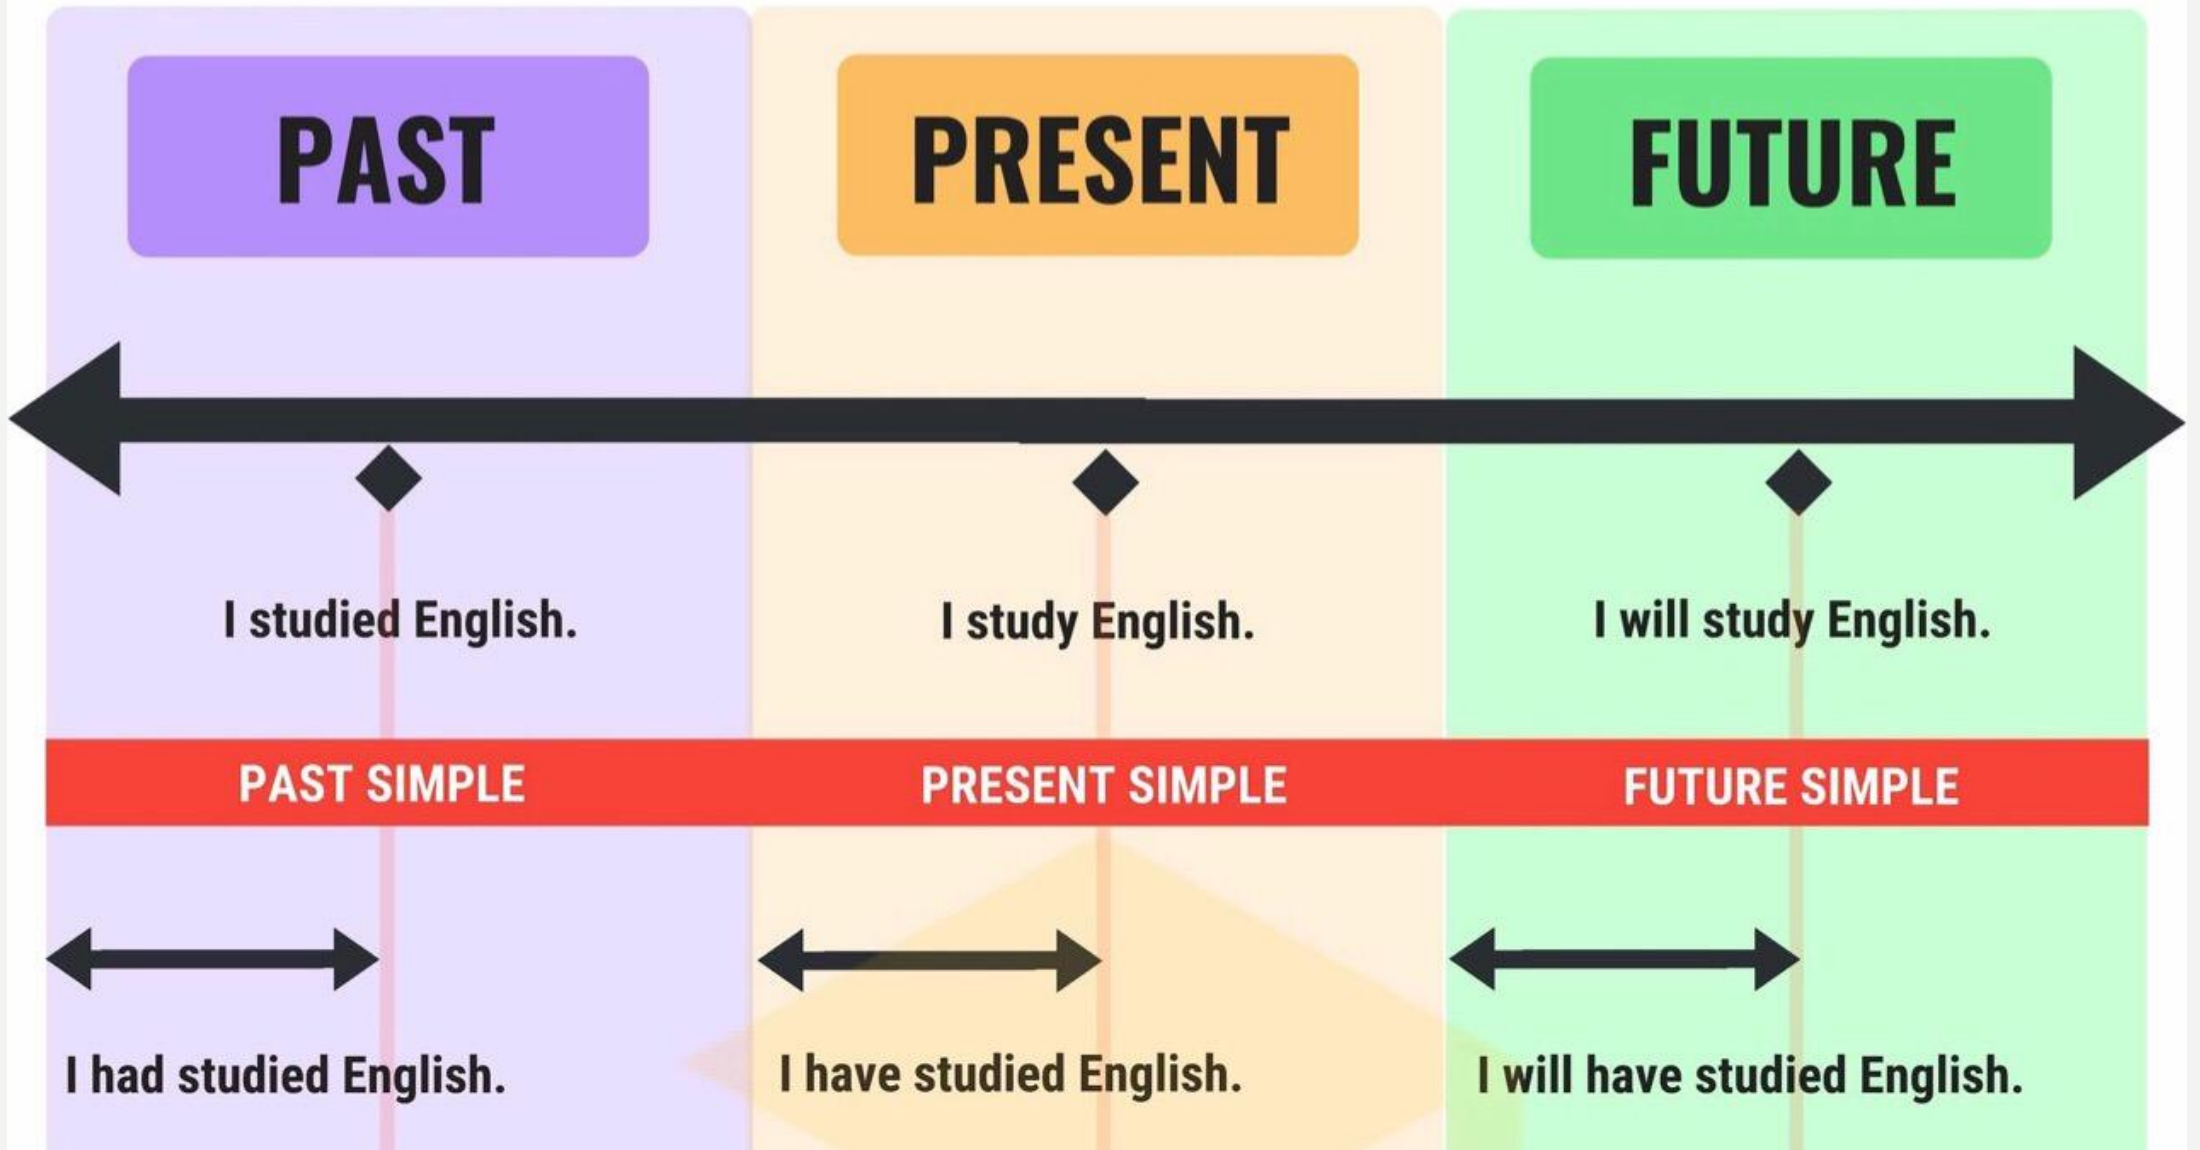 PAST PRESENT FUTURE
I studied English. I study English. I will study English.
PAST SIMPLE PRESENT SIMPLE FUTURE SIMPLE
I had studied English. I have studied English. I will have studied English.